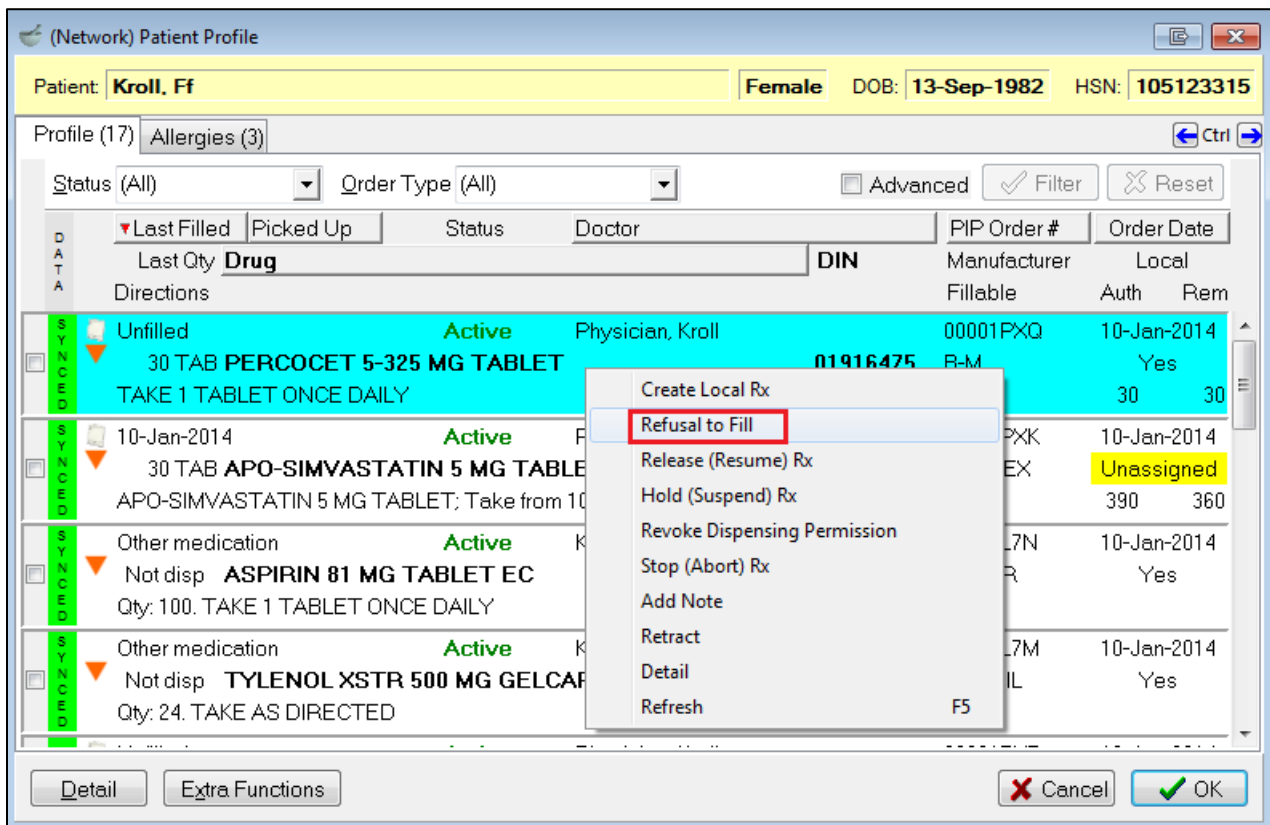 (Network) Patient Profile
Patient: Kroll, Ff Female DOB: 13-Sep-1982 HSN: 105123315
Profile (17) Allergies (3) Ctrl
Status (All) Order Type (All) Advanced Filter Reset
DATA
Last Filled Picked Up Status Doctor PIP Order # Order Date
Last Qty Drug DIN Manufacturer Local
Directions Fillable Auth Rem
SYNCED
Unfilled Active Physician, Kroll 00001PXQ 10-Jan-2014
30 TAB PERCOCET 5-325 MG TABLET 01916475 B-M Yes
TAKE 1 TABLET ONCE DAILY 30 30
Create Local Rx
Refusal to Fill
Release (Resume) Rx
Hold (Suspend) Rx
Revoke Dispensing Permission
Stop (Abort) Rx
Add Note
Retract
Detail
Refresh F5
SYNCED
10-Jan-2014 Active P PXK 10-Jan-2014
30 TAB APO-SIMVASTATIN 5 MG TABLE EX Unassigned
APO-SIMVASTATIN 5 MG TABLET; Take from 10 390 360
SYNCED
Other medication Active K L7N 10-Jan-2014
Not disp ASPIRIN 81 MG TABLET EC R Yes
Qty: 100. TAKE 1 TABLET ONCE DAILY
SYNCED
Other medication Active K L7M 10-Jan-2014
Not disp TYLENOL XSTR 500 MG GELCAP IL Yes
Qty: 24. TAKE AS DIRECTED
Detail Extra Functions Cancel OK